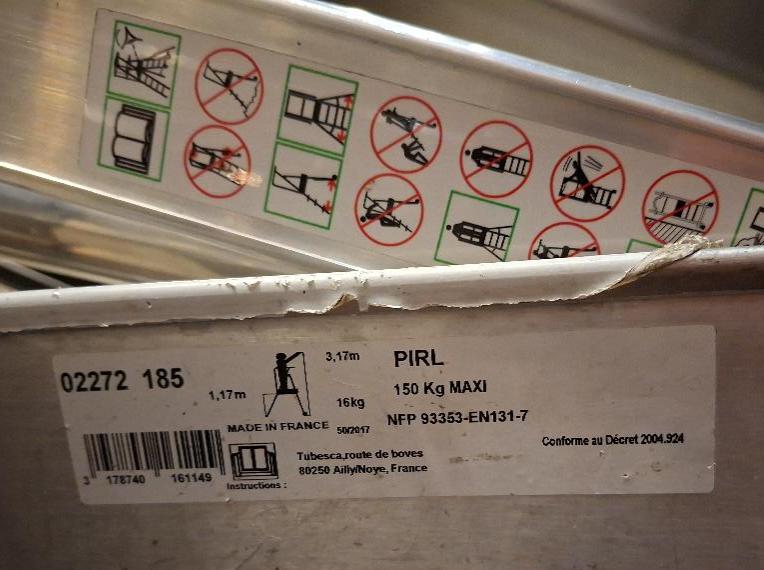 02272 185
1,17m
3,17m
16kg
PIRL
150 Kg MAXI
NFP 93353-EN131-7
MADE IN FRANCE
50/2017
Conforme au Décret 2004.924
3 178740 161149
Instructions :
Tubesca,route de boves
80250 Ailly/Noye, France